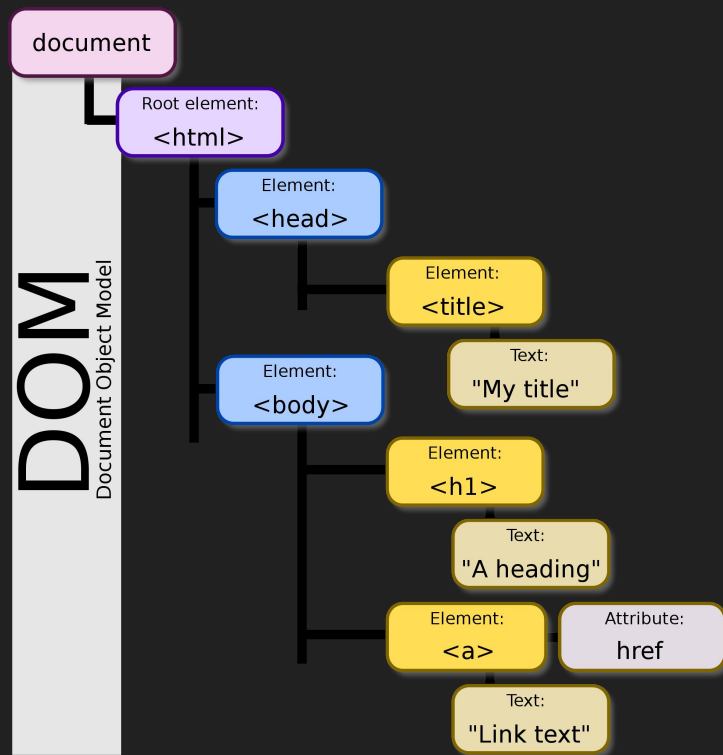 document
Root element:
<html>
Element:
<head>
Element:
<title>
Text:
"My title"
Element:
<body>
Element:
<h1>
Text:
"A heading"
Element:
<a>
Attribute:
href
Text:
"Link text"
DOM
Document Object Model